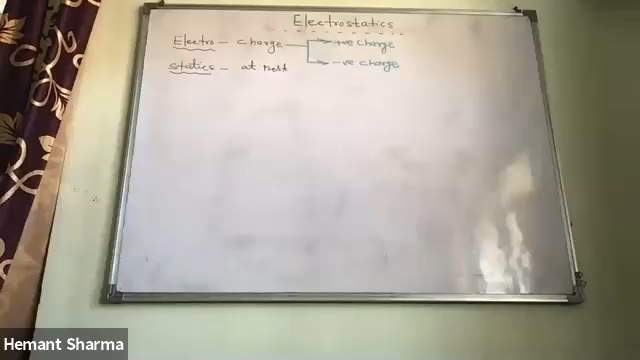 Electrostatics
Electro - charge → +ve charge
→ -ve charge
Statics - at rest
Hemant Sharma